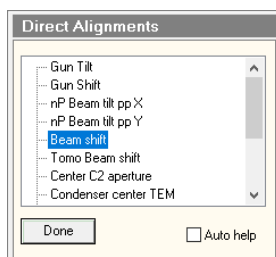 Direct Alignments
Gun Tilt
Gun Shift
nP Beam tilt pp X
nP Beam tilt pp Y
Beam shift
Tomo Beam shift
Center C2 aperture
Condenser center TEM
Done
Auto help